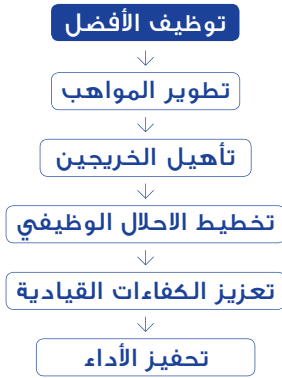 توظيف الأفضل
تطوير المواهب
تأهيل الخريجين
تخطيط الاحلال الوظيفي
تعزيز الكفاءات القيادية
تحفيز الأداء